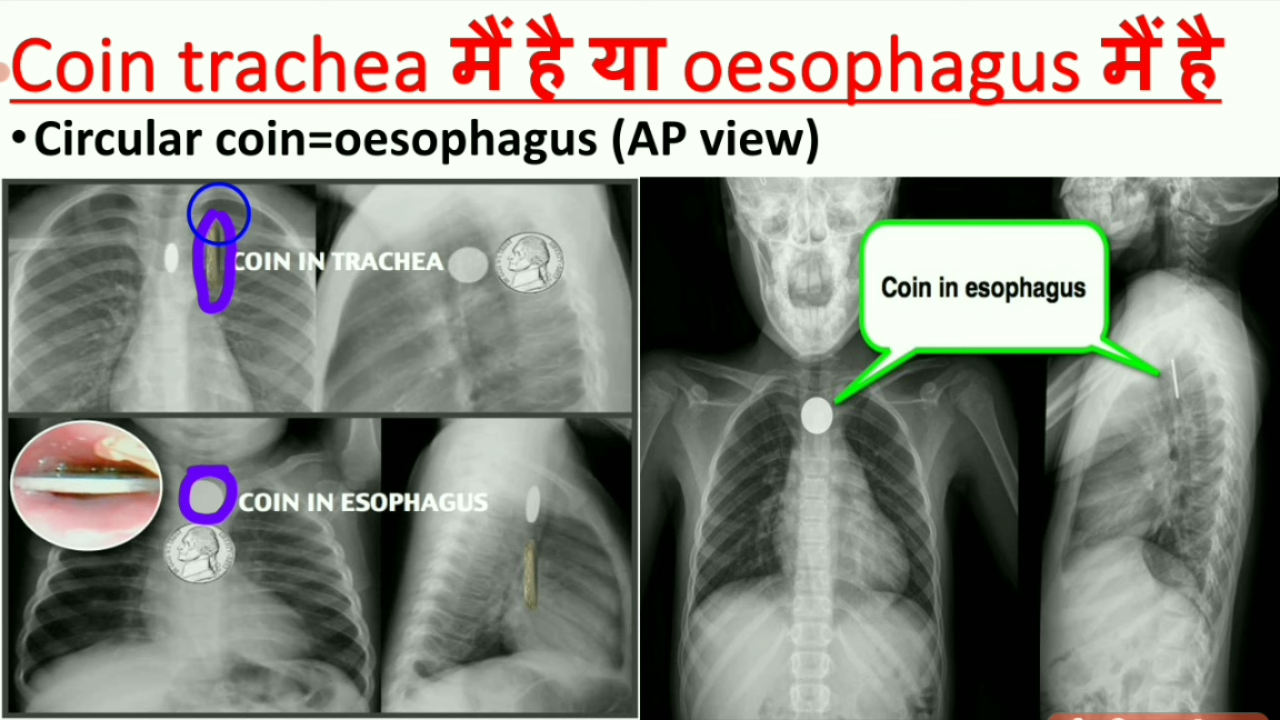 Coin trachea मैं है या oesophagus मैं है
• Circular coin=oesophagus (AP view)
COIN IN TRACHEA
Coin in esophagus
COIN IN ESOPHAGUS